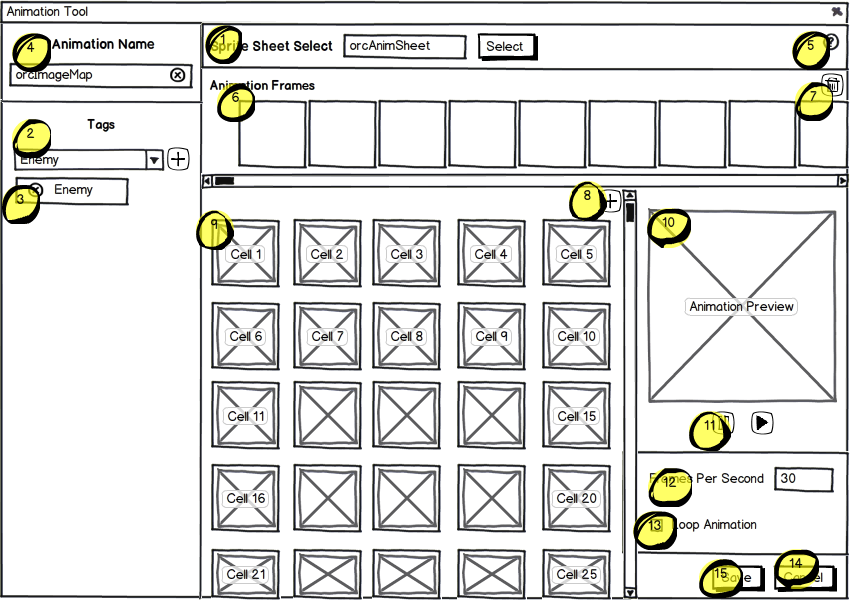 Animation Tool
4 Animation Name
orcImageMap
1 Sprite Sheet Select orcAnimSheet Select
5 ?
Animation Frames
6
7
2 Tags
Enemy
3 Enemy
8
9
Cell 1 Cell 2 Cell 3 Cell 4 Cell 5
Cell 6 Cell 7 Cell 8 Cell 9 Cell 10
Cell 11 Cell 15
Cell 16 Cell 20
Cell 21 Cell 25
10
Animation Preview
11
12 Frames Per Second 30
13 Loop Animation
15 Save
14 Cancel